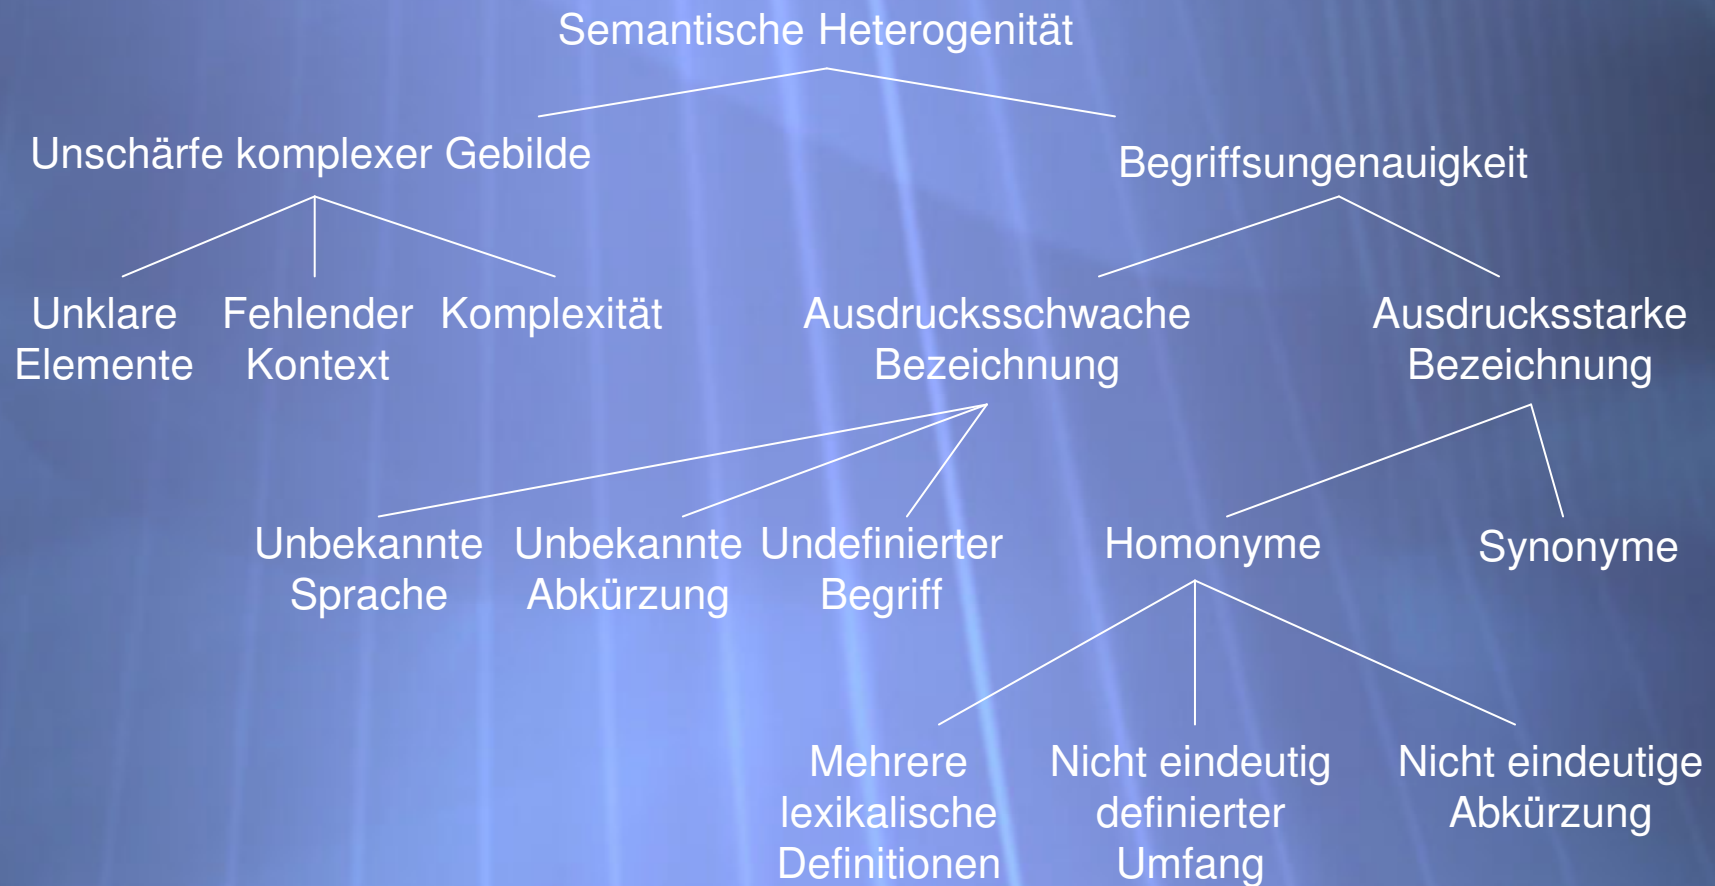 Semantische Heterogenität
Unschärfe komplexer Gebilde
Begriffsungenauigkeit
Unklare
Elemente
Fehlender
Kontext
Komplexität
Ausdrucksschwache
Bezeichnung
Ausdrucksstarke
Bezeichnung
Unbekannte
Sprache
Unbekannte
Abkürzung
Undefinierter
Begriff
Homonyme
Synonyme
Mehrere
lexikalische
Definitionen
Nicht eindeutig
definierter
Umfang
Nicht eindeutige
Abkürzung